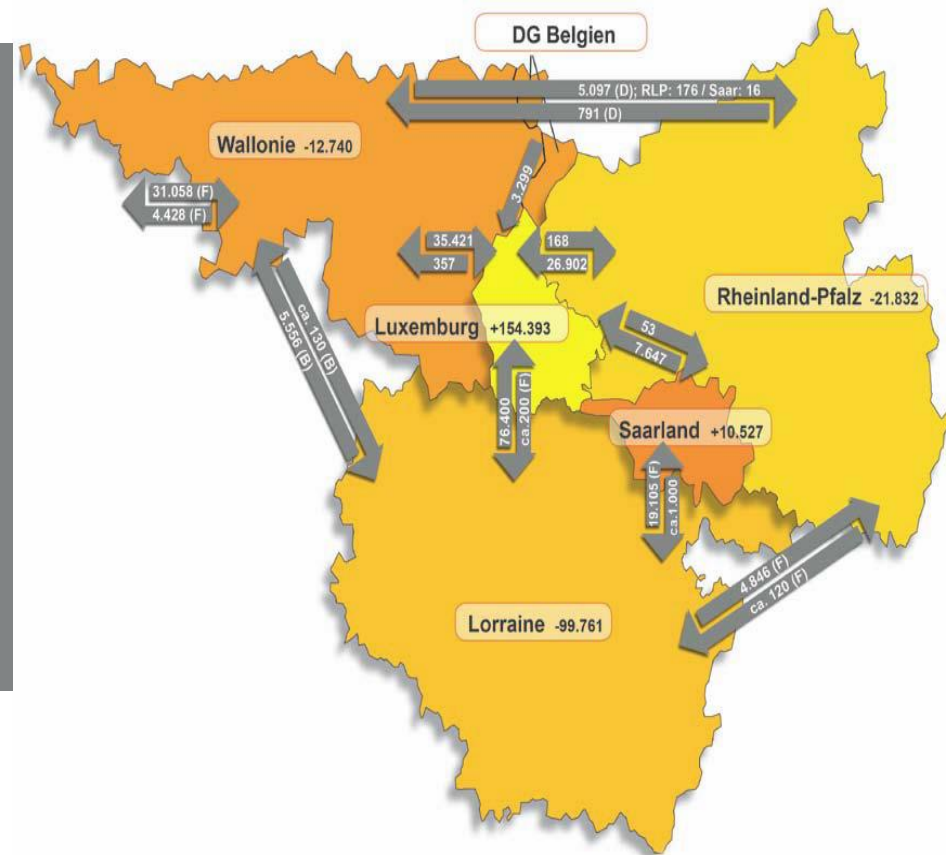 DG Belgien
5.097 (D); RLP: 176 / Saar: 16
791 (D)
Wallonie -12.740
3.299
31.058 (F)
4.428 (F)
35.421
357
168
26.902
Rheinland-Pfalz -21.832
ca. 130 (B)
5.556 (B)
Luxemburg +154.393
53
7.647
76.400
ca.200 (F)
Saarland +10.527
19.105 (F)
ca.1.000
4.846 (F)
ca. 120 (F)
Lorraine -99.761